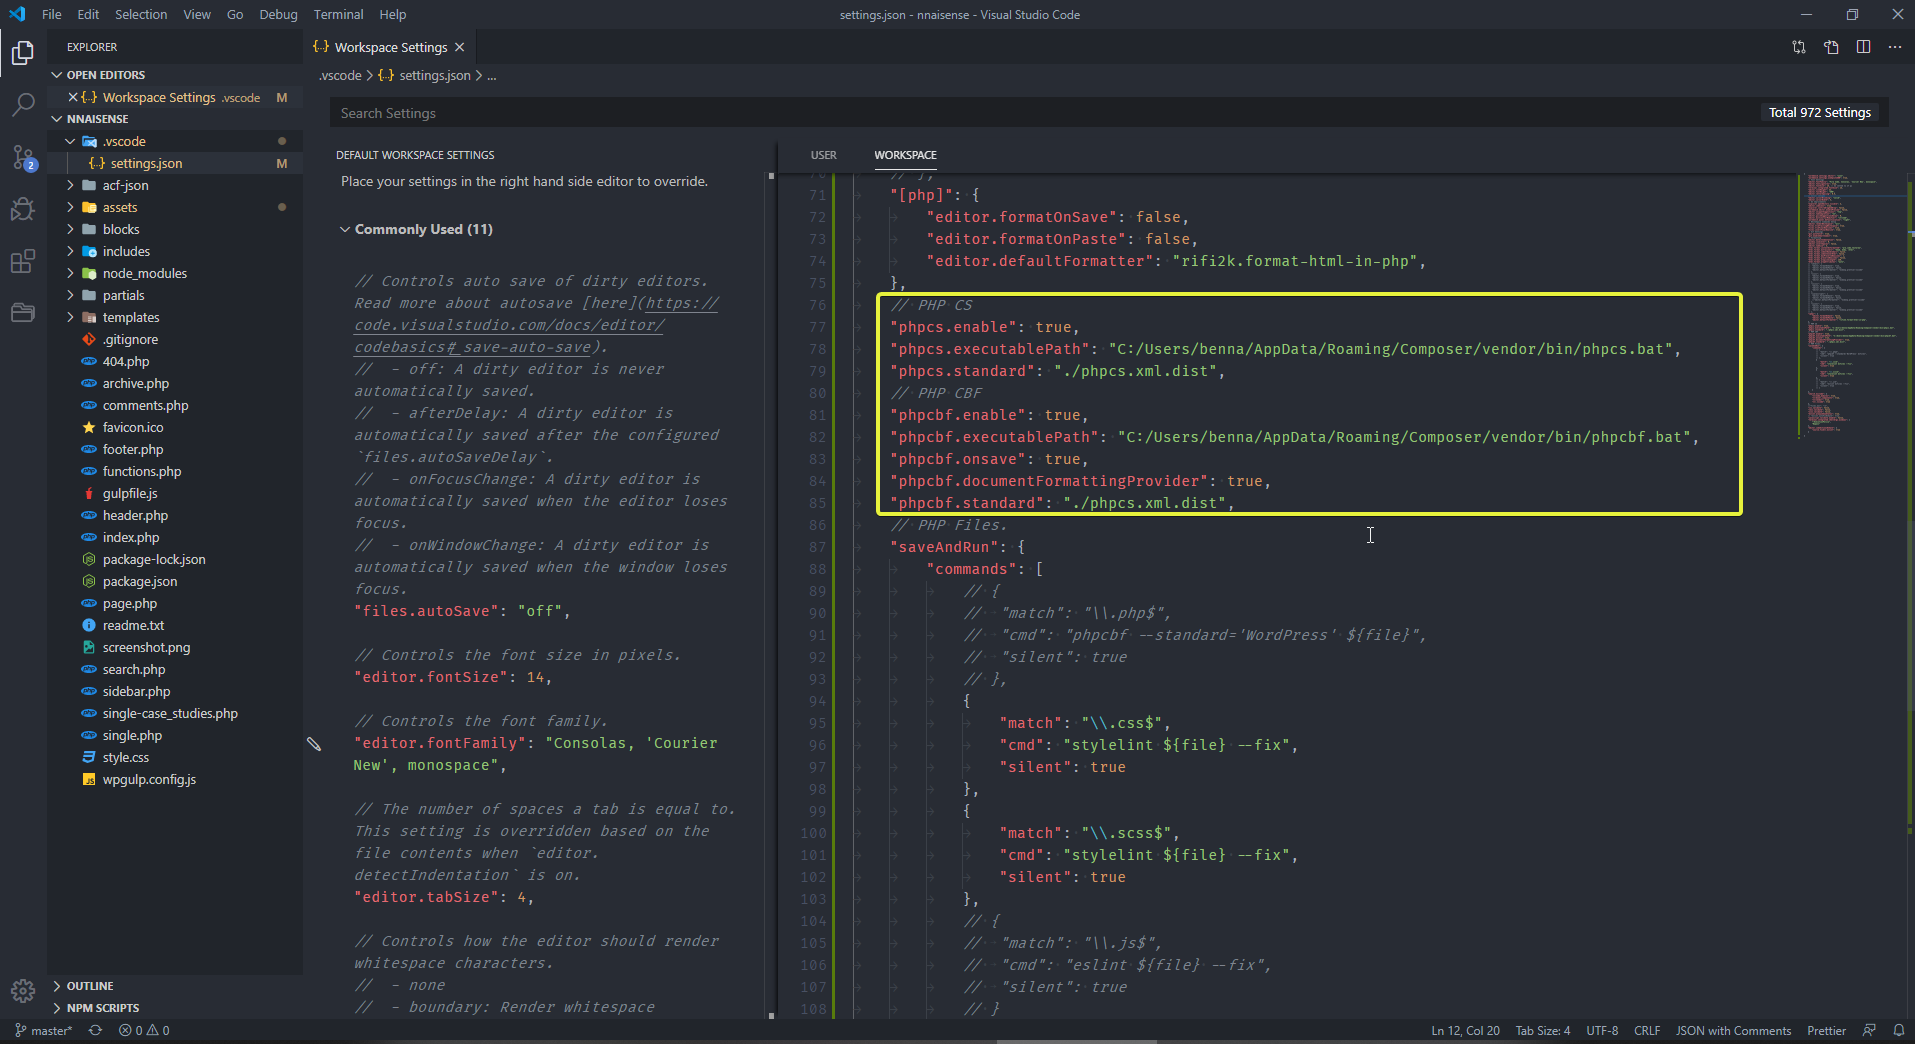 File Edit Selection View Go Debug Terminal Help
settings.json - nnaisense - Visual Studio Code
EXPLORER
OPEN EDITORS
Workspace Settings .vscode M
NNAISENSE
.vscode
settings.json M
acf-json
assets
blocks
includes
node_modules
partials
templates
.gitignore
404.php
archive.php
comments.php
favicon.ico
footer.php
functions.php
gulpfile.js
header.php
index.php
package-lock.json
package.json
page.php
readme.txt
screenshot.png
search.php
sidebar.php
single-case_studies.php
single.php
style.css
wpgulp.config.js
OUTLINE
NPM SCRIPTS
2
Workspace Settings
.vscode > {..} settings.json > ...
Search Settings
Total 972 Settings
DEFAULT WORKSPACE SETTINGS
Place your settings in the right hand side editor to override.
Commonly Used (11)
// Controls auto save of dirty editors.
Read more about autosave [here](https://
code.visualstudio.com/docs/editor/
codebasics#_save-auto-save).
//  - off: A dirty editor is never
automatically saved.
//  - afterDelay: A dirty editor is
automatically saved after the configured
`files.autoSaveDelay`.
//  - onFocusChange: A dirty editor is
automatically saved when the editor loses
focus.
//  - onWindowChange: A dirty editor is
automatically saved when the window loses
focus.
"files.autoSave": "off",
// Controls the font size in pixels.
"editor.fontSize": 14,
// Controls the font family.
"editor.fontFamily": "Consolas, 'Courier
New', monospace",
// The number of spaces a tab is equal to.
This setting is overridden based on the
file contents when `editor.
detectIndentation` is on.
"editor.tabSize": 4,
// Controls how the editor should render
whitespace characters.
//  - none
//  - boundary: Render whitespace
USER WORKSPACE
70 // ],
71 "[php]": {
72 "editor.formatOnSave": false,
73 "editor.formatOnPaste": false,
74 "editor.defaultFormatter": "rifi2k.format-html-in-php",
75 },
76 // PHP CS
77 "phpcs.enable": true,
78 "phpcs.executablePath": "C:/Users/benna/AppData/Roaming/Composer/vendor/bin/phpcs.bat",
79 "phpcs.standard": "./phpcs.xml.dist",
80 // PHP CBF
81 "phpcbf.enable": true,
82 "phpcbf.executablePath": "C:/Users/benna/AppData/Roaming/Composer/vendor/bin/phpcbf.bat",
83 "phpcbf.onsave": true,
84 "phpcbf.documentFormattingProvider": true,
85 "phpcbf.standard": "./phpcs.xml.dist",
86 // PHP Files.
87 "saveAndRun": {
88 "commands": [
89 // {
90 //  "match": "\\.php$",
91 //  "cmd": "phpcbf --standard='WordPress' ${file}",
92 //  "silent": true
93 // },
94 {
95 "match": "\\.css$",
96 "cmd": "stylelint ${file} --fix",
97 "silent": true
98 },
99 {
100 "match": "\\.scss$",
101 "cmd": "stylelint ${file} --fix",
102 "silent": true
103 },
104 // {
105 //  "match": "\\.js$",
106 //  "cmd": "eslint ${file} --fix",
107 //  "silent": true
108 // }
master* 0 0
Ln 12, Col 20 Tab Size: 4 UTF-8 CRLF JSON with Comments Prettier